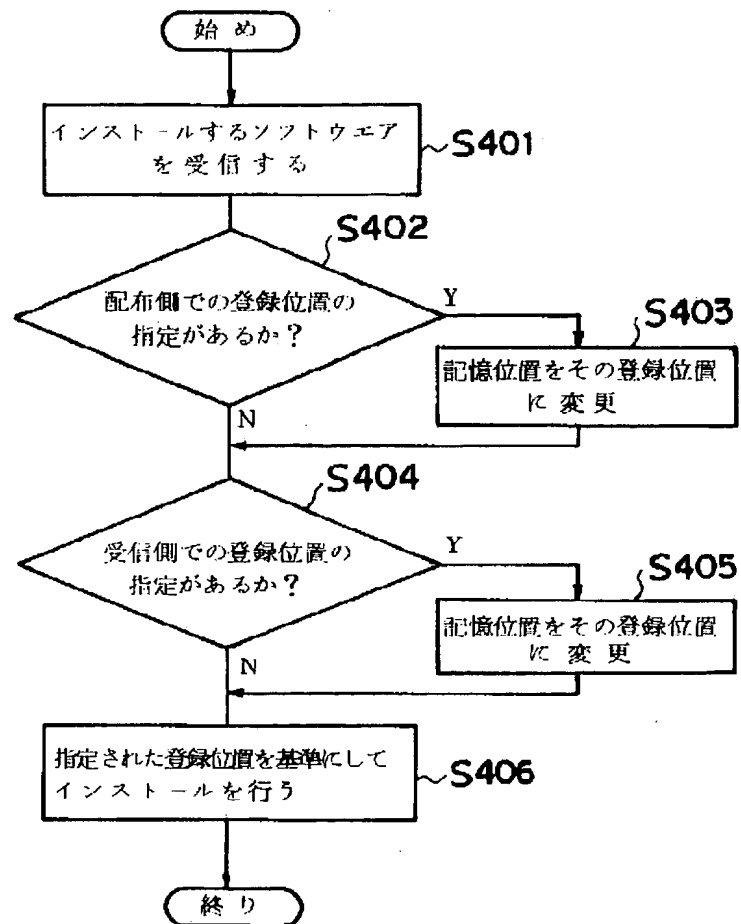 始め
インストールするソフトウエア
を受信する
S401
S402
配布側での登録位置の
指定があるか？
Y
S403
記憶位置をその登録位置
に変更
N
S404
受信側での登録位置の
指定があるか？
Y
S405
記憶位置をその登録位置
に変更
N
指定された登録位置を基準にして
インストールを行う
S406
終り